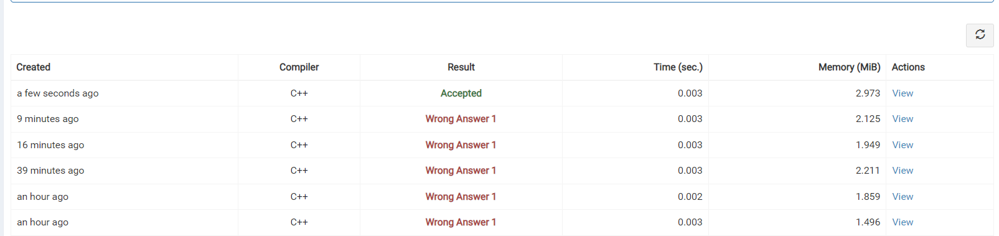 Created Compiler Result Time (sec.) Memory (MiB) Actions
a few seconds ago C++ Accepted 0.003 2.973 View
9 minutes ago C++ Wrong Answer 1 0.003 2.125 View
16 minutes ago C++ Wrong Answer 1 0.003 1.949 View
39 minutes ago C++ Wrong Answer 1 0.003 2.211 View
an hour ago C++ Wrong Answer 1 0.002 1.859 View
an hour ago C++ Wrong Answer 1 0.003 1.496 View